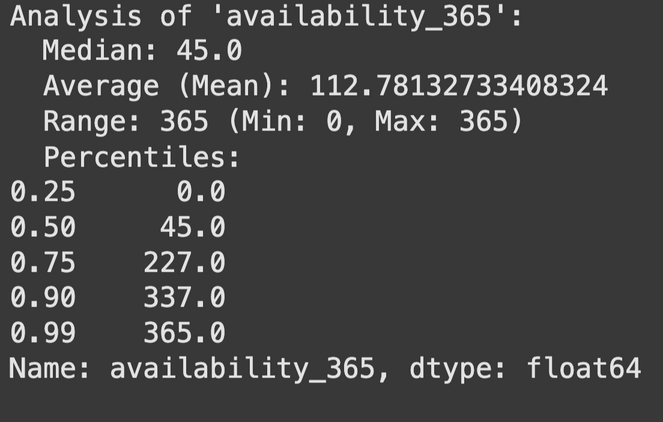 Analysis of 'availability_365':
  Median: 45.0
  Average (Mean): 112.78132733408324
  Range: 365 (Min: 0, Max: 365)
  Percentiles:
0.25      0.0
0.50     45.0
0.75    227.0
0.90    337.0
0.99    365.0
Name: availability_365, dtype: float64